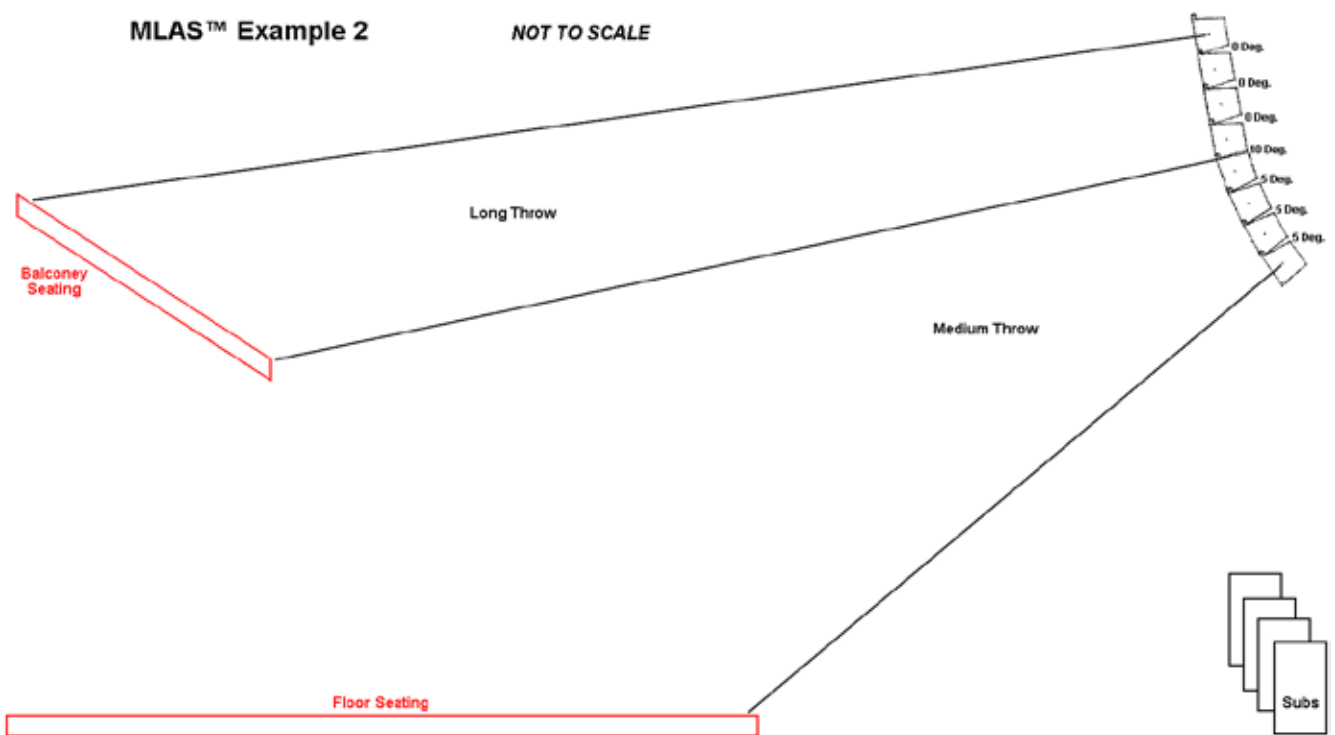 MLAS™ Example 2
NOT TO SCALE
0 Deg.
0 Deg.
0 Deg.
10 Deg.
5 Deg.
5 Deg.
5 Deg.
Long Throw
Balconey
Seating
Medium Throw
Floor Seating
Subs